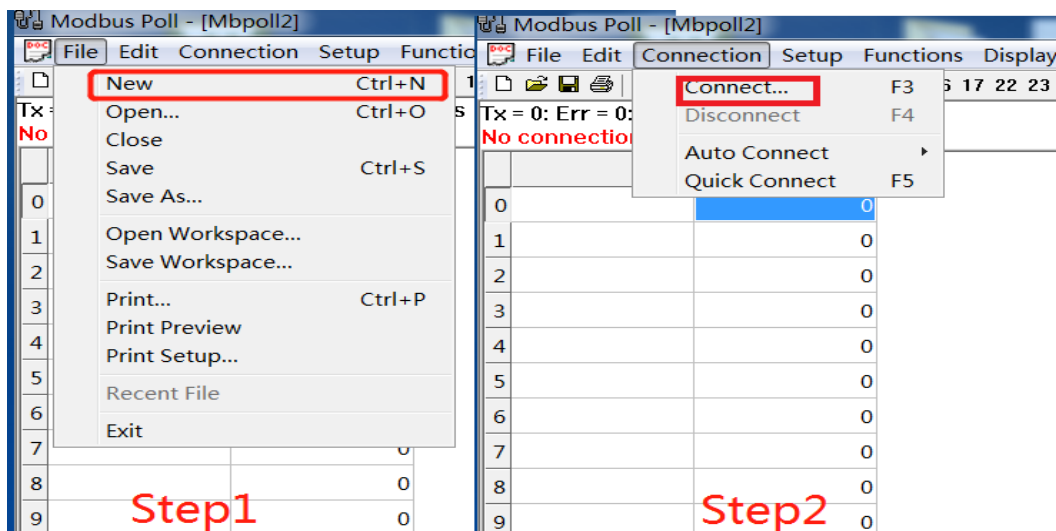 Modbus Poll - [Mbpoll2]
File Edit Connection Setup Functio
New Ctrl+N
Open... Ctrl+O
Close
Save Ctrl+S
Save As...
Open Workspace...
Save Workspace...
Print... Ctrl+P
Print Preview
Print Setup...
Recent File
Exit
Tx
No
0
1
2
3
4
5
6
7 0
8 0
9 0
Step1
Modbus Poll - [Mbpoll2]
File Edit Connection Setup Functions Display
17 22 23
Connect... F3
Disconnect F4
Auto Connect
Quick Connect F5
Tx = 0: Err = 0:
No connection
0 0
1 0
2 0
3 0
4 0
5 0
6 0
7 0
8 0
9 0
Step2